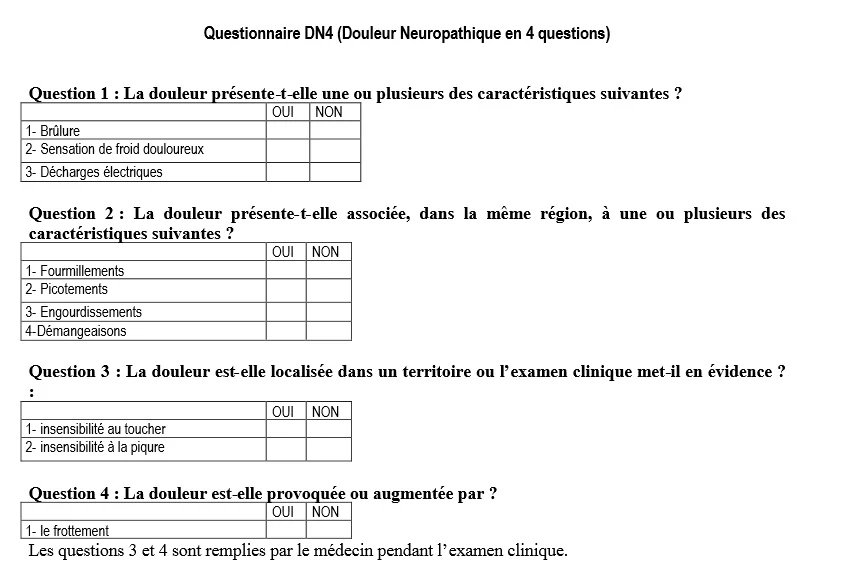 Questionnaire DN4 (Douleur Neuropathique en 4 questions)
Question 1 : La douleur présente-t-elle une ou plusieurs des caractéristiques suivantes ?
OUI NON
1- Brûlure
2- Sensation de froid douloureux
3- Décharges électriques
Question 2 : La douleur présente-t-elle associée, dans la même région, à une ou plusieurs des
caractéristiques suivantes ?
OUI NON
1- Fourmillements
2- Picotements
3- Engourdissements
4-Démangeaisons
Question 3 : La douleur est-elle localisée dans un territoire ou l’examen clinique met-il en évidence ?
:
OUI NON
1- insensibilité au toucher
2- insensibilité à la piqure
Question 4 : La douleur est-elle provoquée ou augmentée par ?
OUI NON
1- le frottement
Les questions 3 et 4 sont remplies par le médecin pendant l’examen clinique.